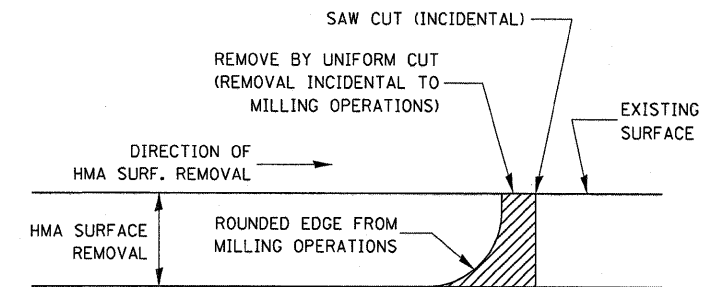 SAW CUT (INCIDENTAL)
REMOVE BY UNIFORM CUT
(REMOVAL INCIDENTAL TO
MILLING OPERATIONS)
EXISTING
SURFACE
DIRECTION OF
HMA SURF. REMOVAL
HMA SURFACE
REMOVAL
ROUNDED EDGE FROM
MILLING OPERATIONS